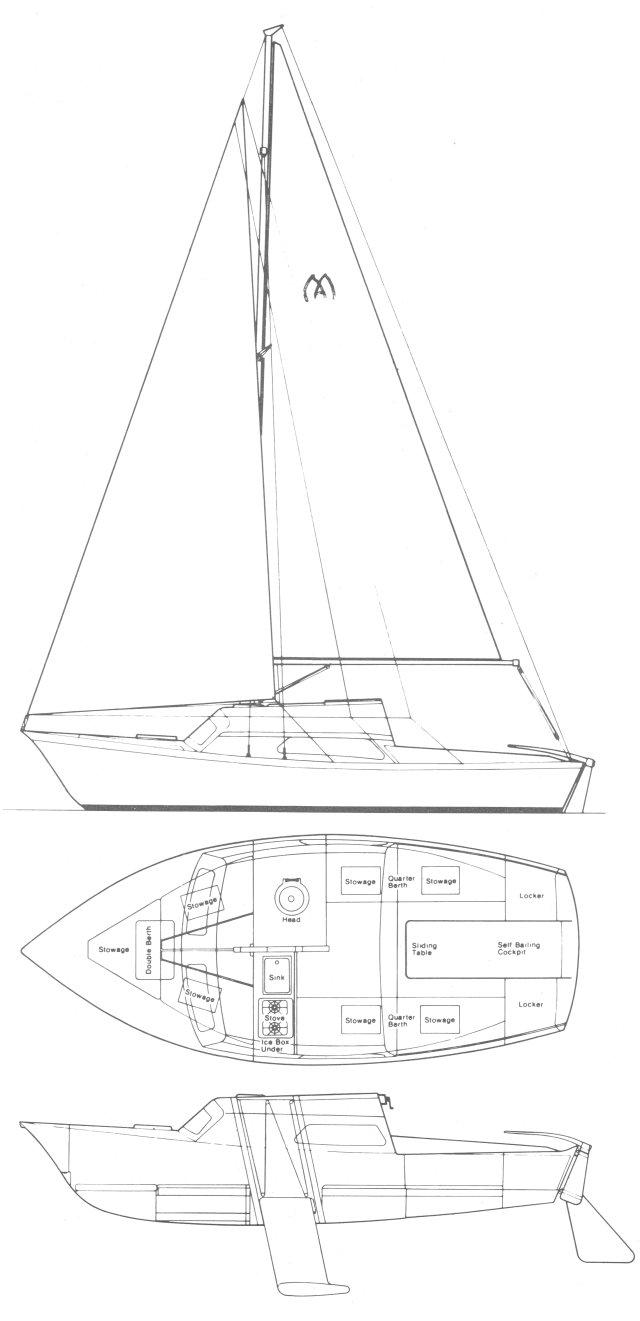 Stowage
Stowage
Quarter
Berth
Stowage
Locker
Head
Stowage
Double Berth
Sliding
Table
Self Bailing
Cockpit
Sink
Stowage
Stove
Ice Box
Under
Stowage
Quarter
Berth
Stowage
Locker